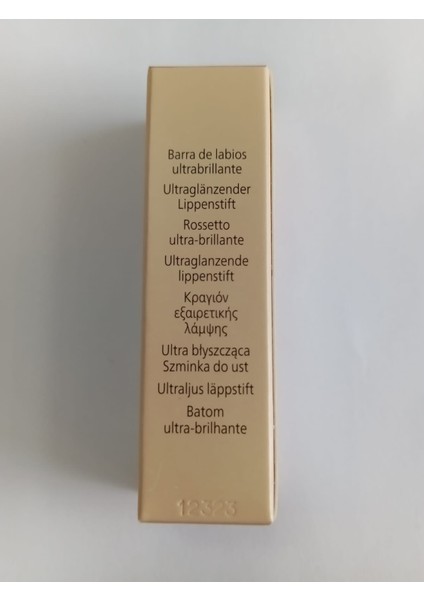 Barra de labios
ultrabrillante
Ultraglänzender
Lippenstift
Rossetto
ultra-brillante
Ultraglanzende
lippenstift
Κραγιόν
εξαιρετικής
λάμψης
Ultra błyszcząca
Szminka do ust
Ultraljus läppstift
Batom
ultra-brilhante
12323